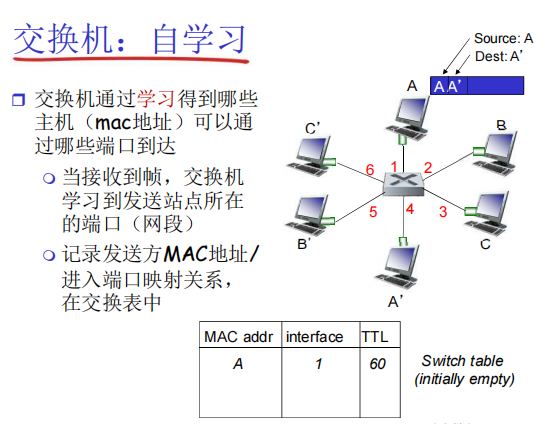 交换机：自学习
Source: A
Dest: A’
❒ 交换机通过学习得到哪些
主机（mac地址）可以通
过哪些端口到达
❍ 当接收到帧，交换机
学习到发送站点所在
的端口（网段）
❍ 记录发送方MAC地址/
进入端口映射关系，
在交换表中
A
A A’
C’
B
6 1 2
5 4 3
B’
C
A’
MAC addr interface TTL
A 1 60
Switch table
(initially empty)